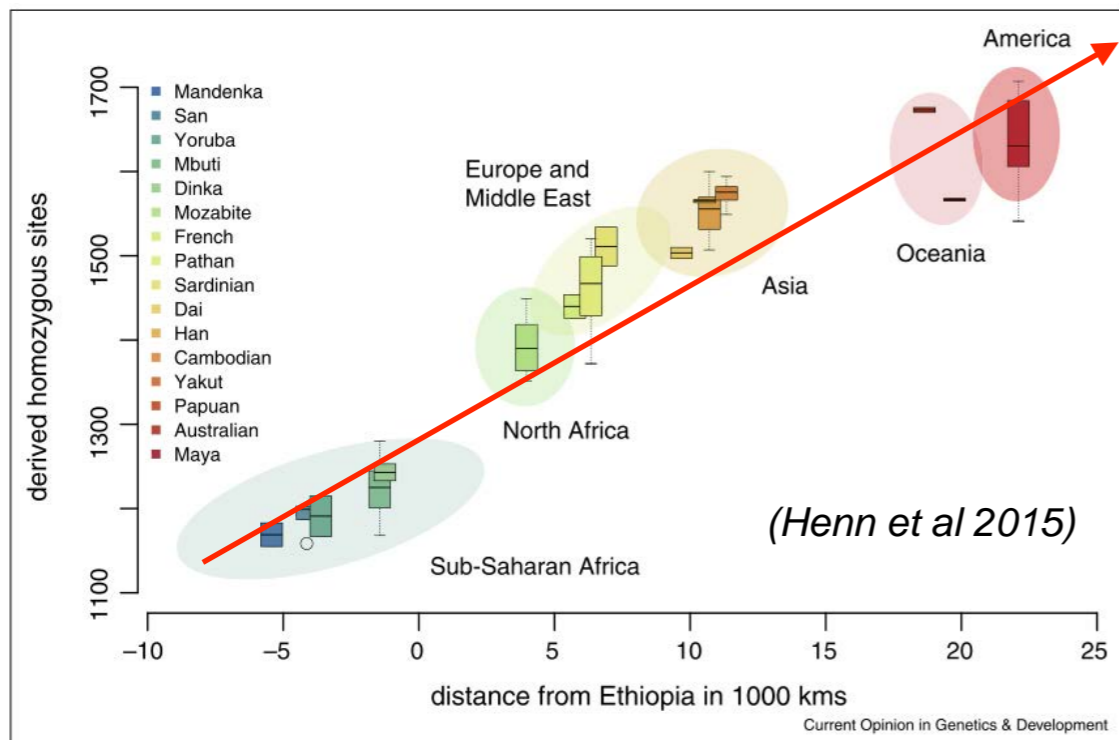 America
1700
Mandenka
San
Yoruba
Mbuti
Dinka
Mozabite
French
Pathan
Sardinian
Dai
Han
Cambodian
Yakut
Papuan
Australian
Maya
Europe and
Middle East
1500
Oceania
Asia
derived homozygous sites
1300
North Africa
(Henn et al 2015)
Sub-Saharan Africa
1100
−10 −5 0 5 10 15 20 25
distance from Ethiopia in 1000 kms
Current Opinion in Genetics & Development